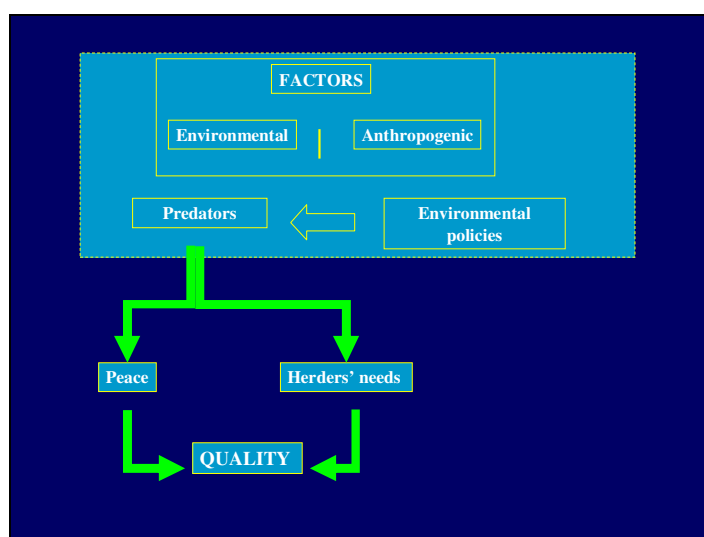 FACTORS
Environmental
Anthropogenic
Predators
Environmental
policies
Peace
Herders' needs
QUALITY